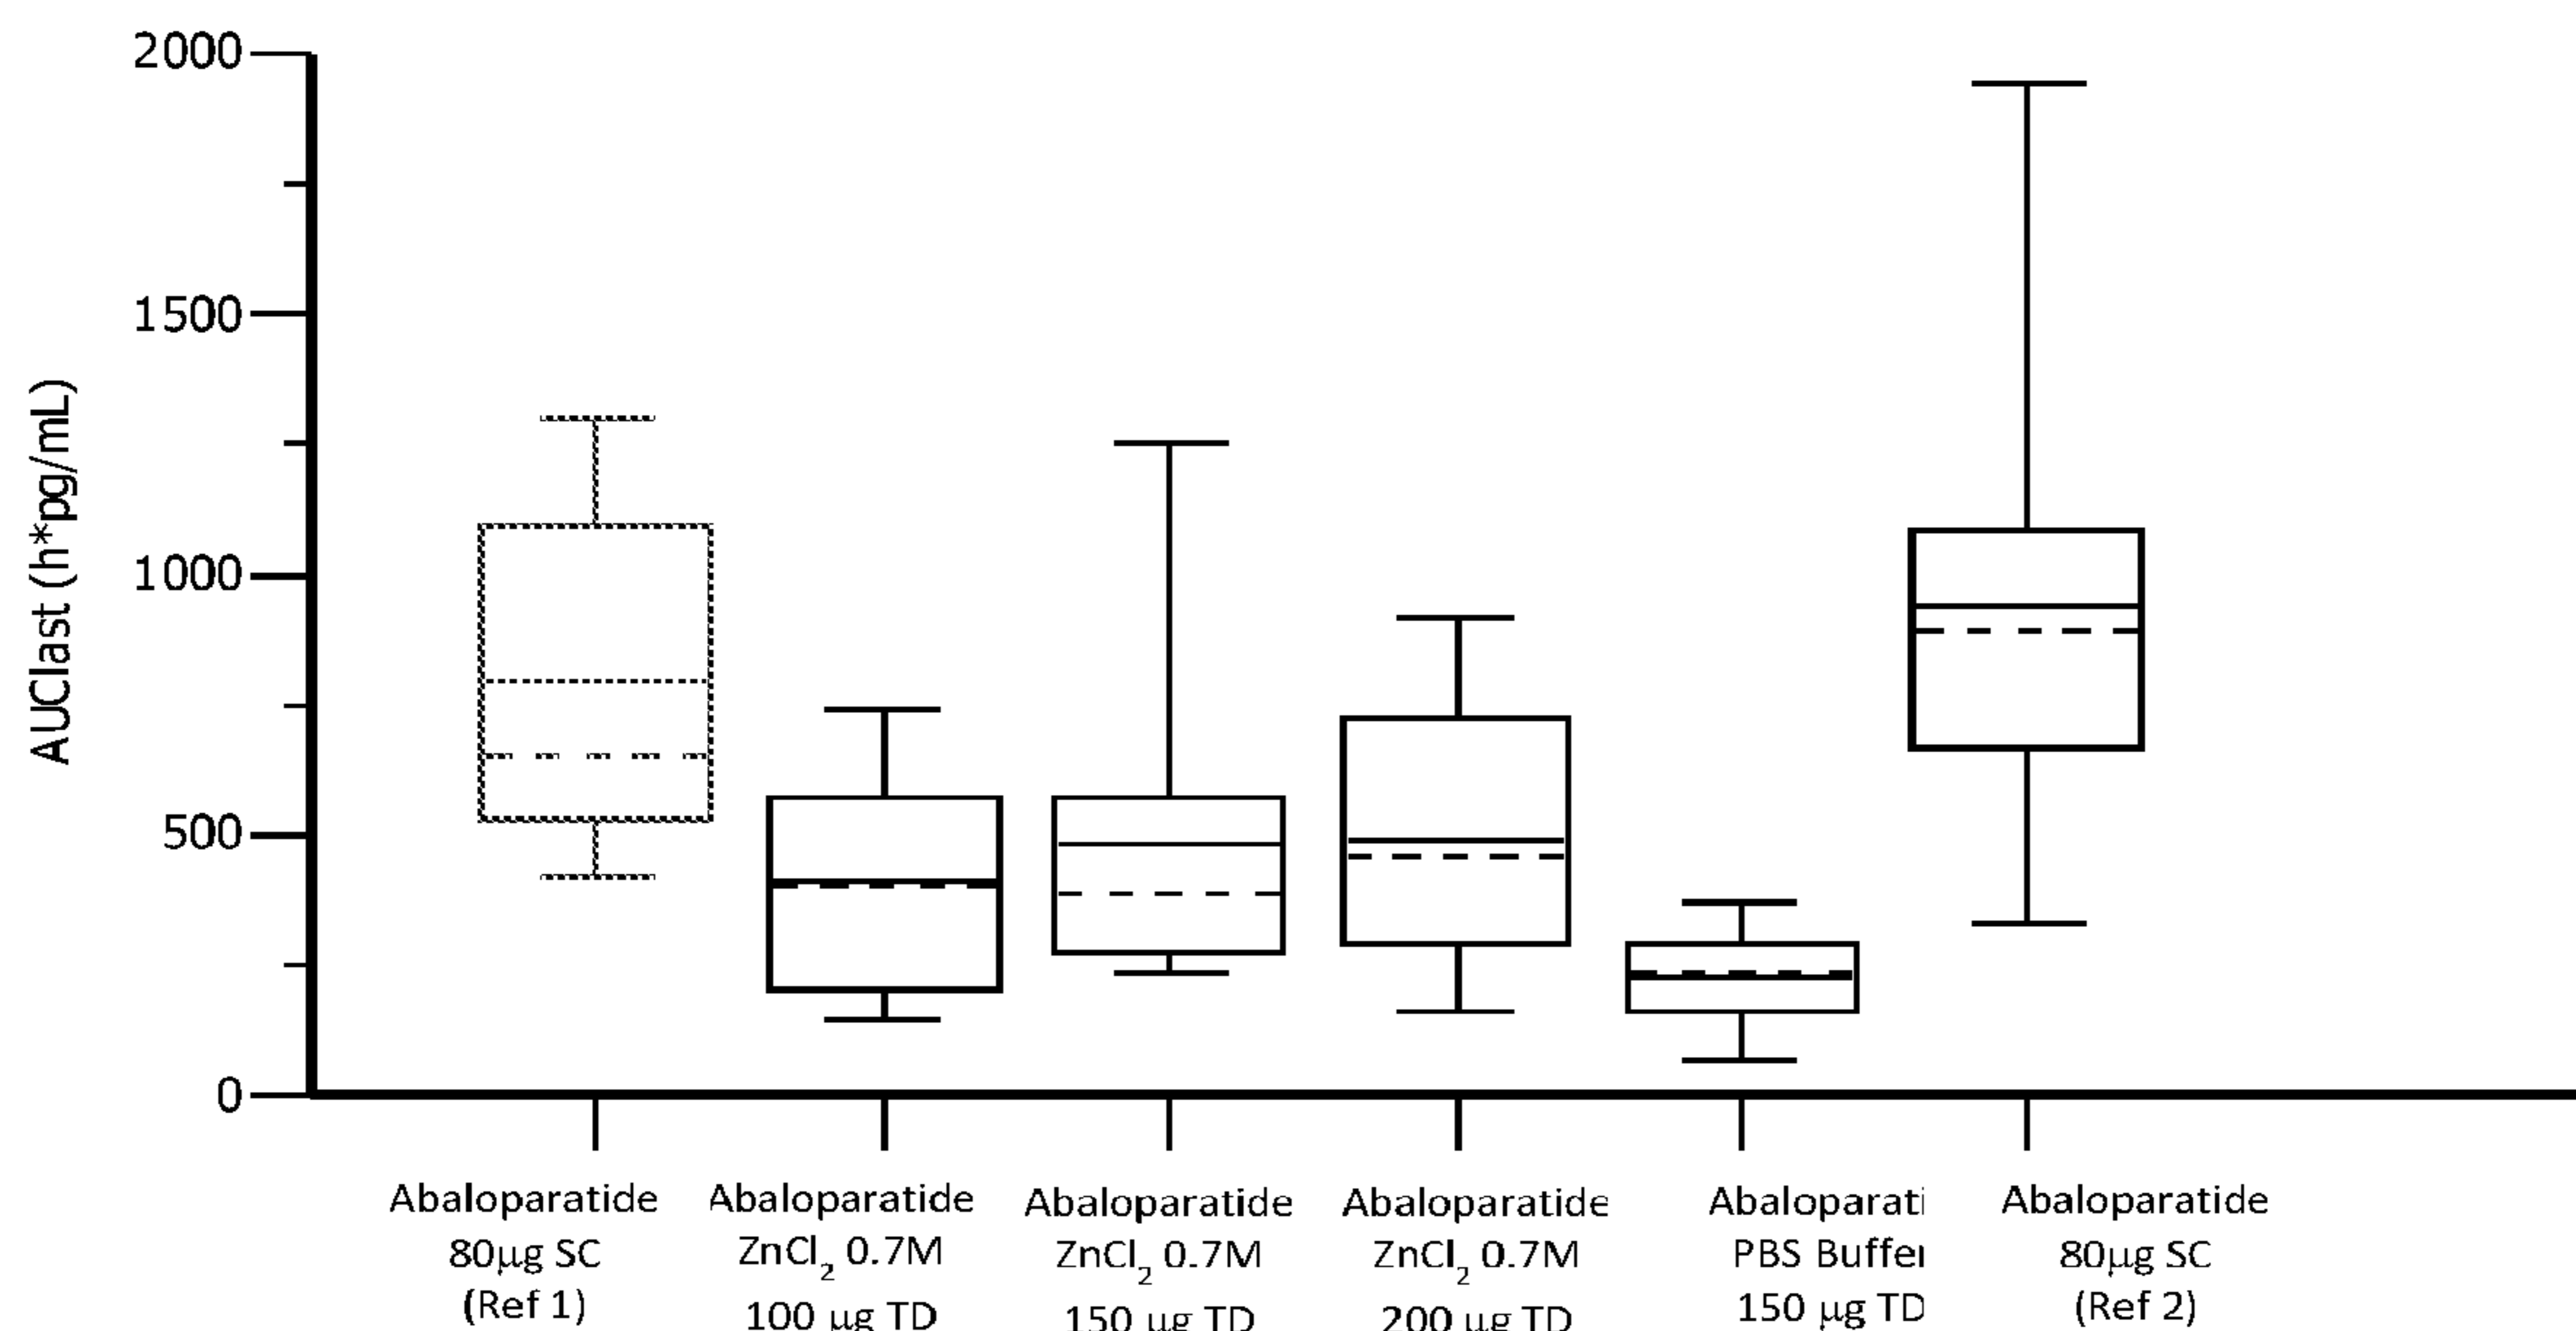 2000
1500
1000
500
0
AUClast (h*pg/mL)
Abaloparatide
80µg SC
(Ref 1)
Abaloparatide
ZnCl₂ 0.7M
100 µg TD
Abaloparatide
ZnCl₂ 0.7M
150 µg TD
Abaloparatide
ZnCl₂ 0.7M
200 µg TD
Abaloparati
PBS Buffer
150 µg TD
Abaloparatide
80µg SC
(Ref 2)